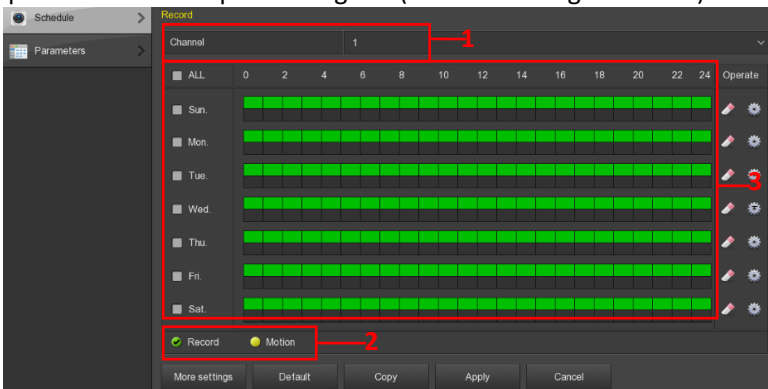 Schedule >
Record
Parameters >
Channel 1
1
ALL 0 2 4 6 8 10 12 14 16 18 20 22 24 Operate
Sun.
Mon.
Tue.
3
Wed.
Thu.
Fri.
Sat.
Record Motion
2
More settings Default Copy Apply Cancel